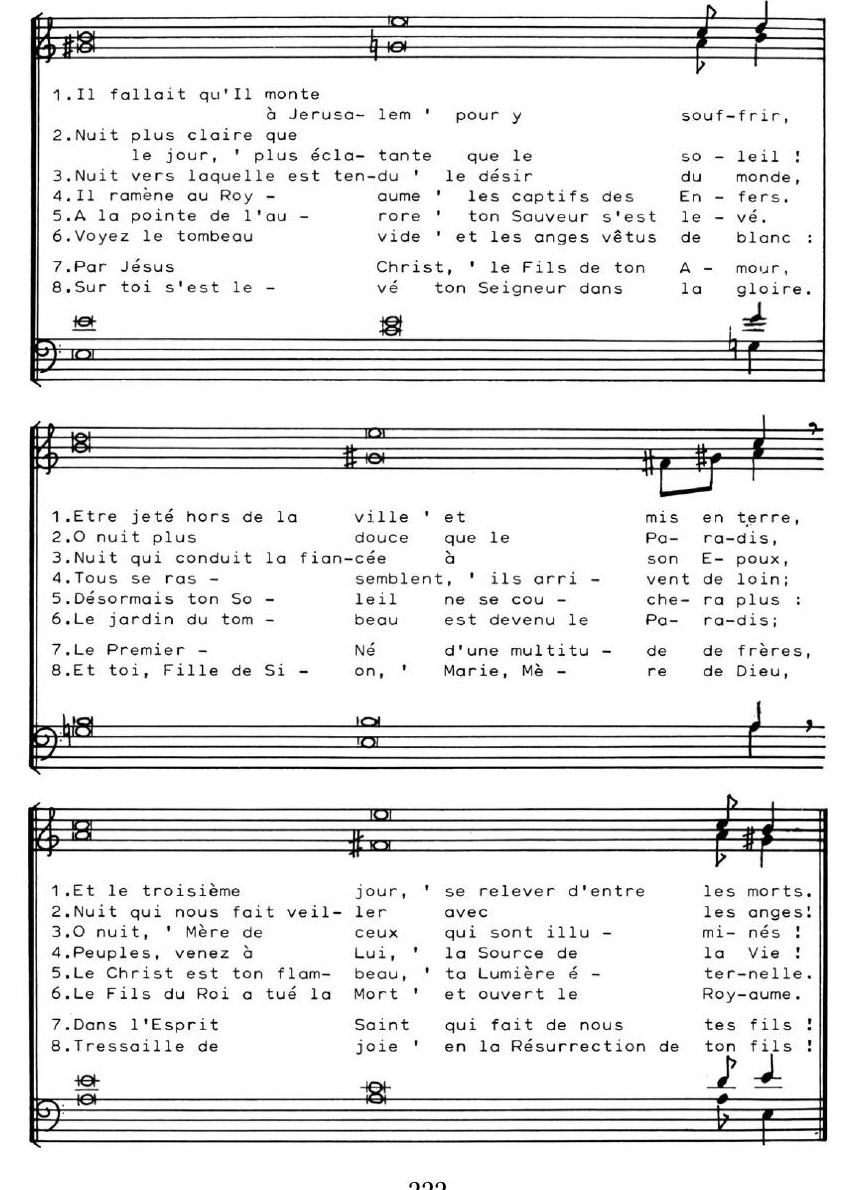 1.Il fallait qu'Il monte
à Jerusa- lem ' pour y souf-frir,
2.Nuit plus claire que
le jour, ' plus écla- tante que le so - leil !
3.Nuit vers laquelle est ten-du ' le désir du monde,
4.Il ramène au Roy - aume ' les captifs des En - fers.
5.A la pointe de l'au - rore ' ton Sauveur s'est le - vé.
6.Voyez le tombeau vide ' et les anges vêtus de blanc :
7.Par Jésus Christ, ' le Fils de ton A - mour,
8.Sur toi s'est le - vé ton Seigneur dans la gloire.
1.Etre jeté hors de la ville ' et mis en terre,
2.O nuit plus douce que le Pa- ra-dis,
3.Nuit qui conduit la fian-cée à son E- poux,
4.Tous se ras - semblent, ' ils arri - vent de loin;
5.Désormais ton So - leil ne se cou - che- ra plus :
6.Le jardin du tom - beau est devenu le Pa- ra-dis;
7.Le Premier - Né d'une multitu - de de frères,
8.Et toi, Fille de Si - on, ' Marie, Mè - re de Dieu,
1.Et le troisième jour, ' se relever d'entre les morts.
2.Nuit qui nous fait veil- ler avec les anges!
3.O nuit, ' Mère de ceux qui sont illu - mi- nés !
4.Peuples, venez à Lui, ' la Source de la Vie !
5.Le Christ est ton flam- beau, ' ta Lumière é - ter-nelle.
6.Le Fils du Roi a tué la Mort ' et ouvert le Roy-aume.
7.Dans l'Esprit Saint qui fait de nous tes fils !
8.Tressaille de joie ' en la Résurrection de ton fils !